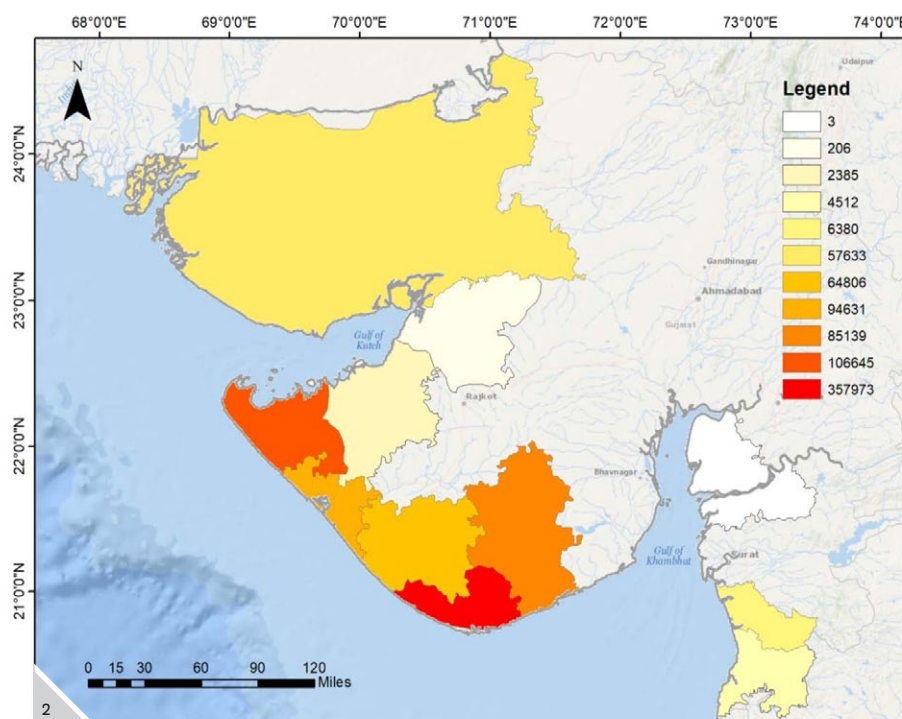 68°0'0"E 69°0'0"E 70°0'0"E 71°0'0"E 72°0'0"E 73°0'0"E 74°0'0"E
N
Udaipur
Legend
3
206
2385
4512
6380
57633
64806
94631
85139
106645
357973
24°0'0"N
23°0'0"N
22°0'0"N
21°0'0"N
Gandhinagar
Ahmadabad
Gujarat
Gulf of
Kutch
Rajkot
Bhavnagar
Gulf of
Khambhat
Surat
0 15 30 60 90 120
Miles
2